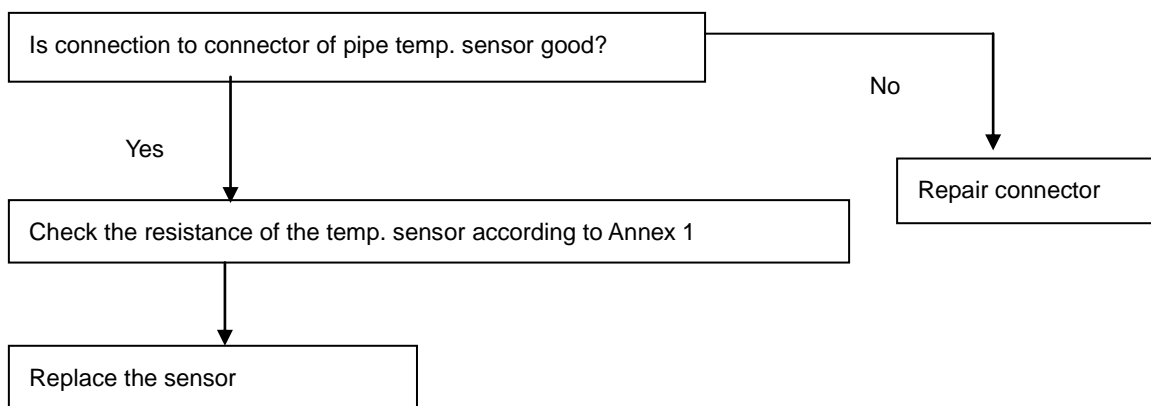 Is connection to connector of pipe temp. sensor good?
No
Yes
Repair connector
Check the resistance of the temp. sensor according to Annex 1
Replace the sensor